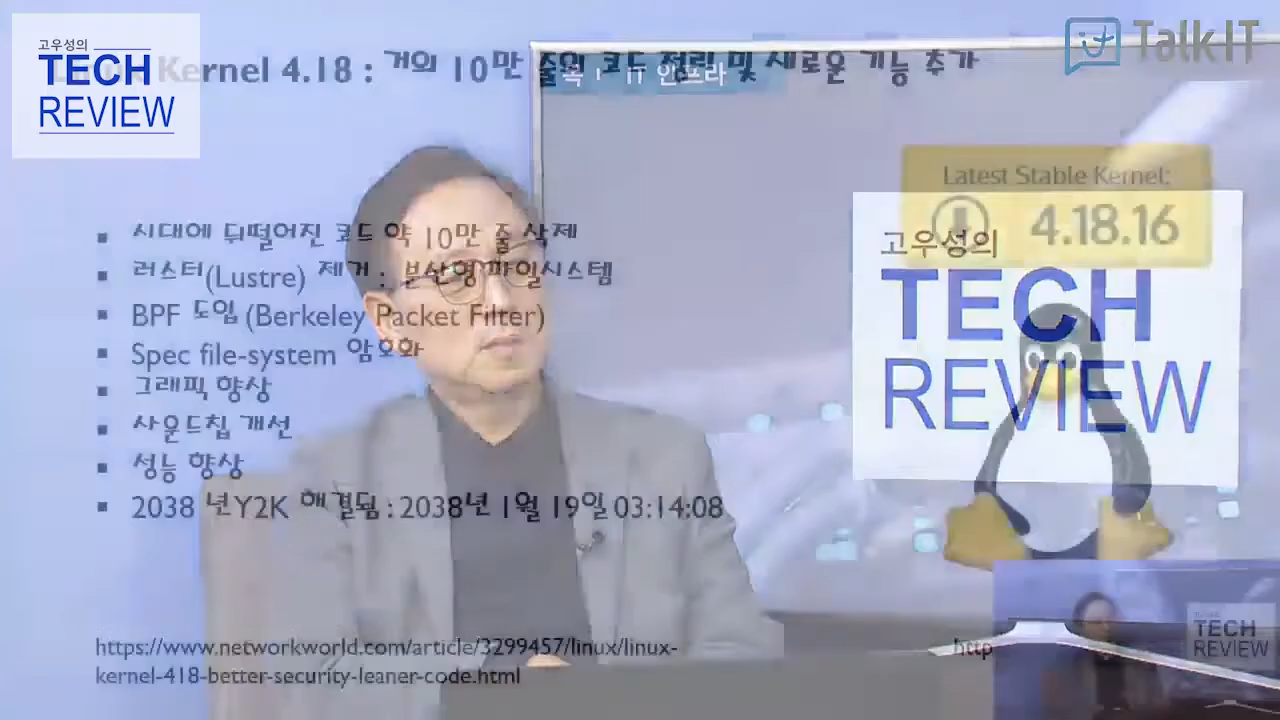 고우성의
TECH
REVIEW
Talk IT
Kernel 4.18 : 거의 10만 줄의 코드 정리 및 새로운 기능 추가
IT 인프라
Latest Stable Kernel:
4.18.16
고우성의
TECH
REVIEW
▪ 시대에 뒤떨어진 코드 약 10만 줄 삭제
▪ 러스터(Lustre) 제거 : 분산형 파일시스템
▪ BPF 도입 (Berkeley Packet Filter)
▪ Spec file-system 암호화
▪ 그래픽 향상
▪ 사운드칩 개선
▪ 성능 향상
▪ 2038 년Y2K 해결됨 : 2038년 1월 19일 03:14:08
https://www.networkworld.com/article/3299457/linux/linux-
kernel-418-better-security-leaner-code.html
http
TECH
REVIEW